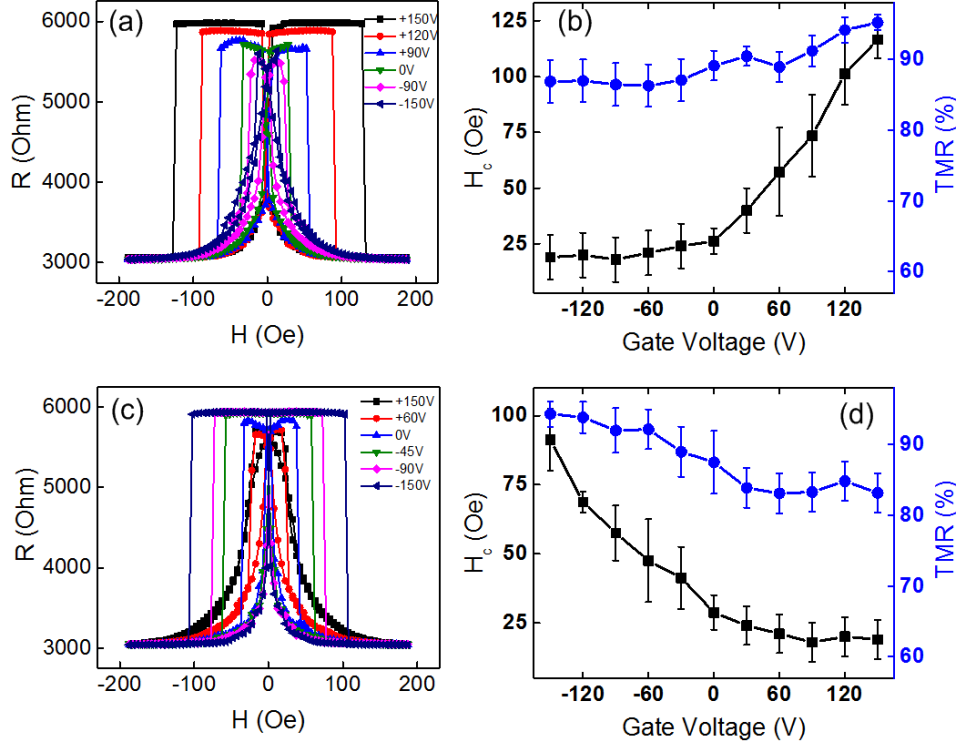 (a)
+150V
+120V
+90V
0V
-90V
-150V
6000
5000
4000
3000
R (Ohm)
-200 -100 0 100 200
H (Oe)
(b)
125
100
75
50
25
Hc (Oe)
90
80
70
60
TMR (%)
-120 -60 0 60 120
Gate Voltage (V)
(c)
+150V
+60V
0V
-45V
-90V
-150V
6000
5000
4000
3000
R (Ohm)
-200 -100 0 100 200
H (Oe)
(d)
100
75
50
25
Hc (Oe)
90
80
70
60
TMR (%)
-120 -60 0 60 120
Gate Voltage (V)